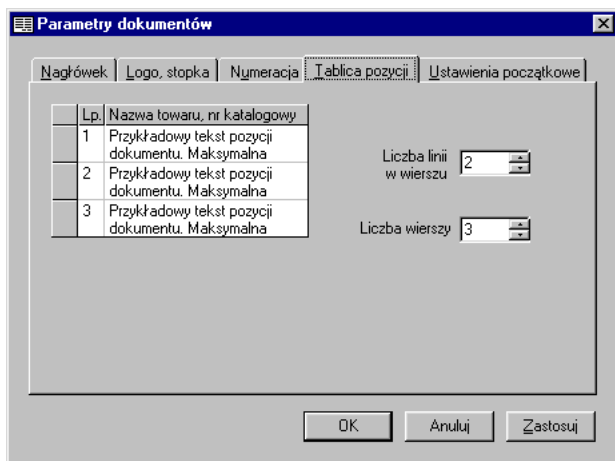 Parametry dokumentów
Nagłówek Logo, stopka Numeracja Tablica pozycji Ustawienia początkowe
Lp. Nazwa towaru, nr katalogowy
1 Przykładowy tekst pozycji
dokumentu. Maksymalna
2 Przykładowy tekst pozycji
dokumentu. Maksymalna
3 Przykładowy tekst pozycji
dokumentu. Maksymalna
Liczba linii
w wierszu 2
Liczba wierszy 3
OK Anuluj Zastosuj